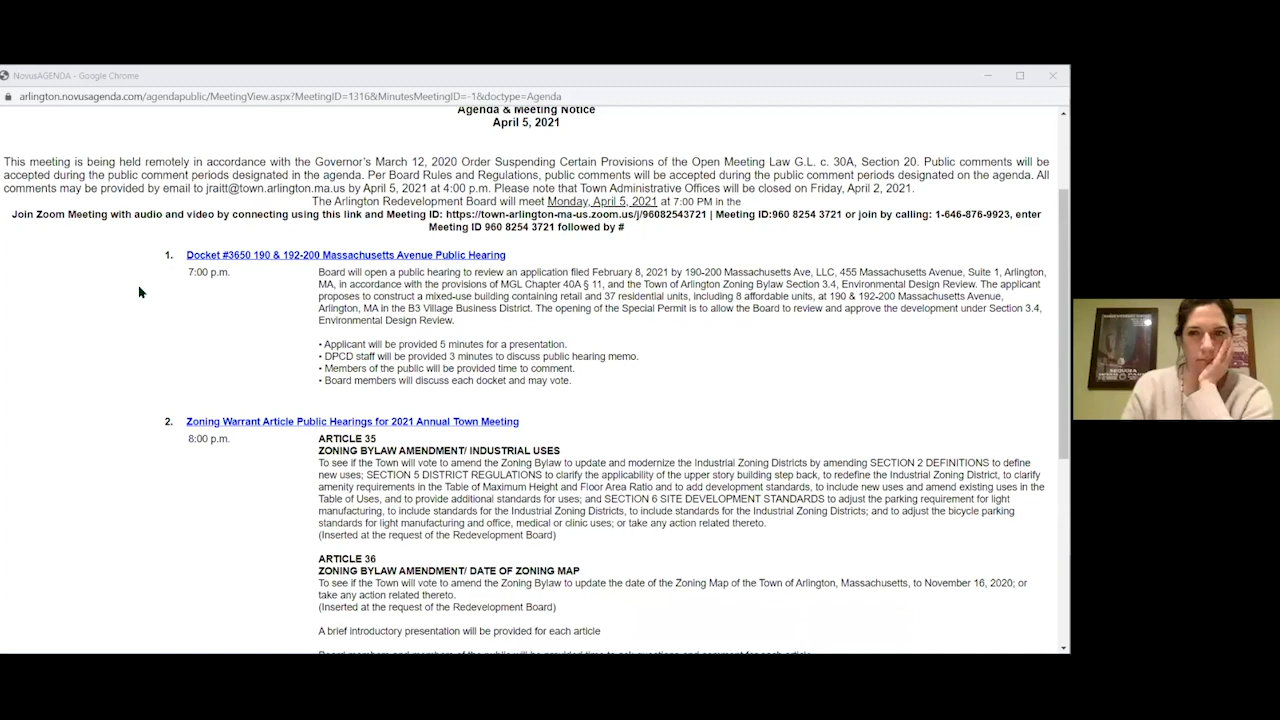 NovusAGENDA - Google Chrome
arlington.novusagenda.com/agendapublic/MeetingView.aspx?MeetingID=1316&MinutesMeetingID=-1&doctype=Agenda
Agenda & Meeting Notice
April 5, 2021
This meeting is being held remotely in accordance with the Governor's March 12, 2020 Order Suspending Certain Provisions of the Open Meeting Law G.L. c. 30A, Section 20. Public comments will be
accepted during the public comment periods designated in the agenda. Per Board Rules and Regulations, public comments will be accepted during the public comment periods designated on the agenda. All
comments may be provided by email to jraitt@town.arlington.ma.us by April 5, 2021 at 4:00 p.m. Please note that Town Administrative Offices will be closed on Friday, April 2, 2021.
The Arlington Redevelopment Board will meet Monday, April 5, 2021 at 7:00 PM in the
Join Zoom Meeting with audio and video by connecting using this link and Meeting ID: https://town-arlington-ma-us.zoom.us/j/96082543721 | Meeting ID:960 8254 3721 or join by calling: 1-646-876-9923, enter
Meeting ID 960 8254 3721 followed by #
1. Docket #3650 190 & 192-200 Massachusetts Avenue Public Hearing
7:00 p.m. Board will open a public hearing to review an application filed February 8, 2021 by 190-200 Massachusetts Ave, LLC, 455 Massachusetts Avenue, Suite 1, Arlington,
MA, in accordance with the provisions of MGL Chapter 40A § 11, and the Town of Arlington Zoning Bylaw Section 3.4, Environmental Design Review. The applicant
proposes to construct a mixed-use building containing retail and 37 residential units, including 8 affordable units, at 190 & 192-200 Massachusetts Avenue,
Arlington, MA in the B3 Village Business District. The opening of the Special Permit is to allow the Board to review and approve the development under Section 3.4,
Environmental Design Review.
• Applicant will be provided 5 minutes for a presentation.
• DPCD staff will be provided 3 minutes to discuss public hearing memo.
• Members of the public will be provided time to comment.
• Board members will discuss each docket and may vote.
2. Zoning Warrant Article Public Hearings for 2021 Annual Town Meeting
8:00 p.m. ARTICLE 35
ZONING BYLAW AMENDMENT/ INDUSTRIAL USES
To see if the Town will vote to amend the Zoning Bylaw to update and modernize the Industrial Zoning Districts by amending SECTION 2 DEFINITIONS to define
new uses; SECTION 5 DISTRICT REGULATIONS to clarify the applicability of the upper story building step back, to redefine the Industrial Zoning District, to clarify
amenity requirements in the Table of Maximum Height and Floor Area Ratio and to add development standards, to include new uses and amend existing uses in the
Table of Uses, and to provide additional standards for uses; and SECTION 6 SITE DEVELOPMENT STANDARDS to adjust the parking requirement for light
manufacturing, to include standards for the Industrial Zoning Districts, to include standards for the Industrial Zoning Districts; and to adjust the bicycle parking
standards for light manufacturing and office, medical or clinic uses; or take any action related thereto.
(Inserted at the request of the Redevelopment Board)
ARTICLE 36
ZONING BYLAW AMENDMENT/ DATE OF ZONING MAP
To see if the Town will vote to amend the Zoning Bylaw to update the date of the Zoning Map of the Town of Arlington, Massachusetts, to November 16, 2020; or
take any action related thereto.
(Inserted at the request of the Redevelopment Board)
A brief introductory presentation will be provided for each article
SEQUOIA